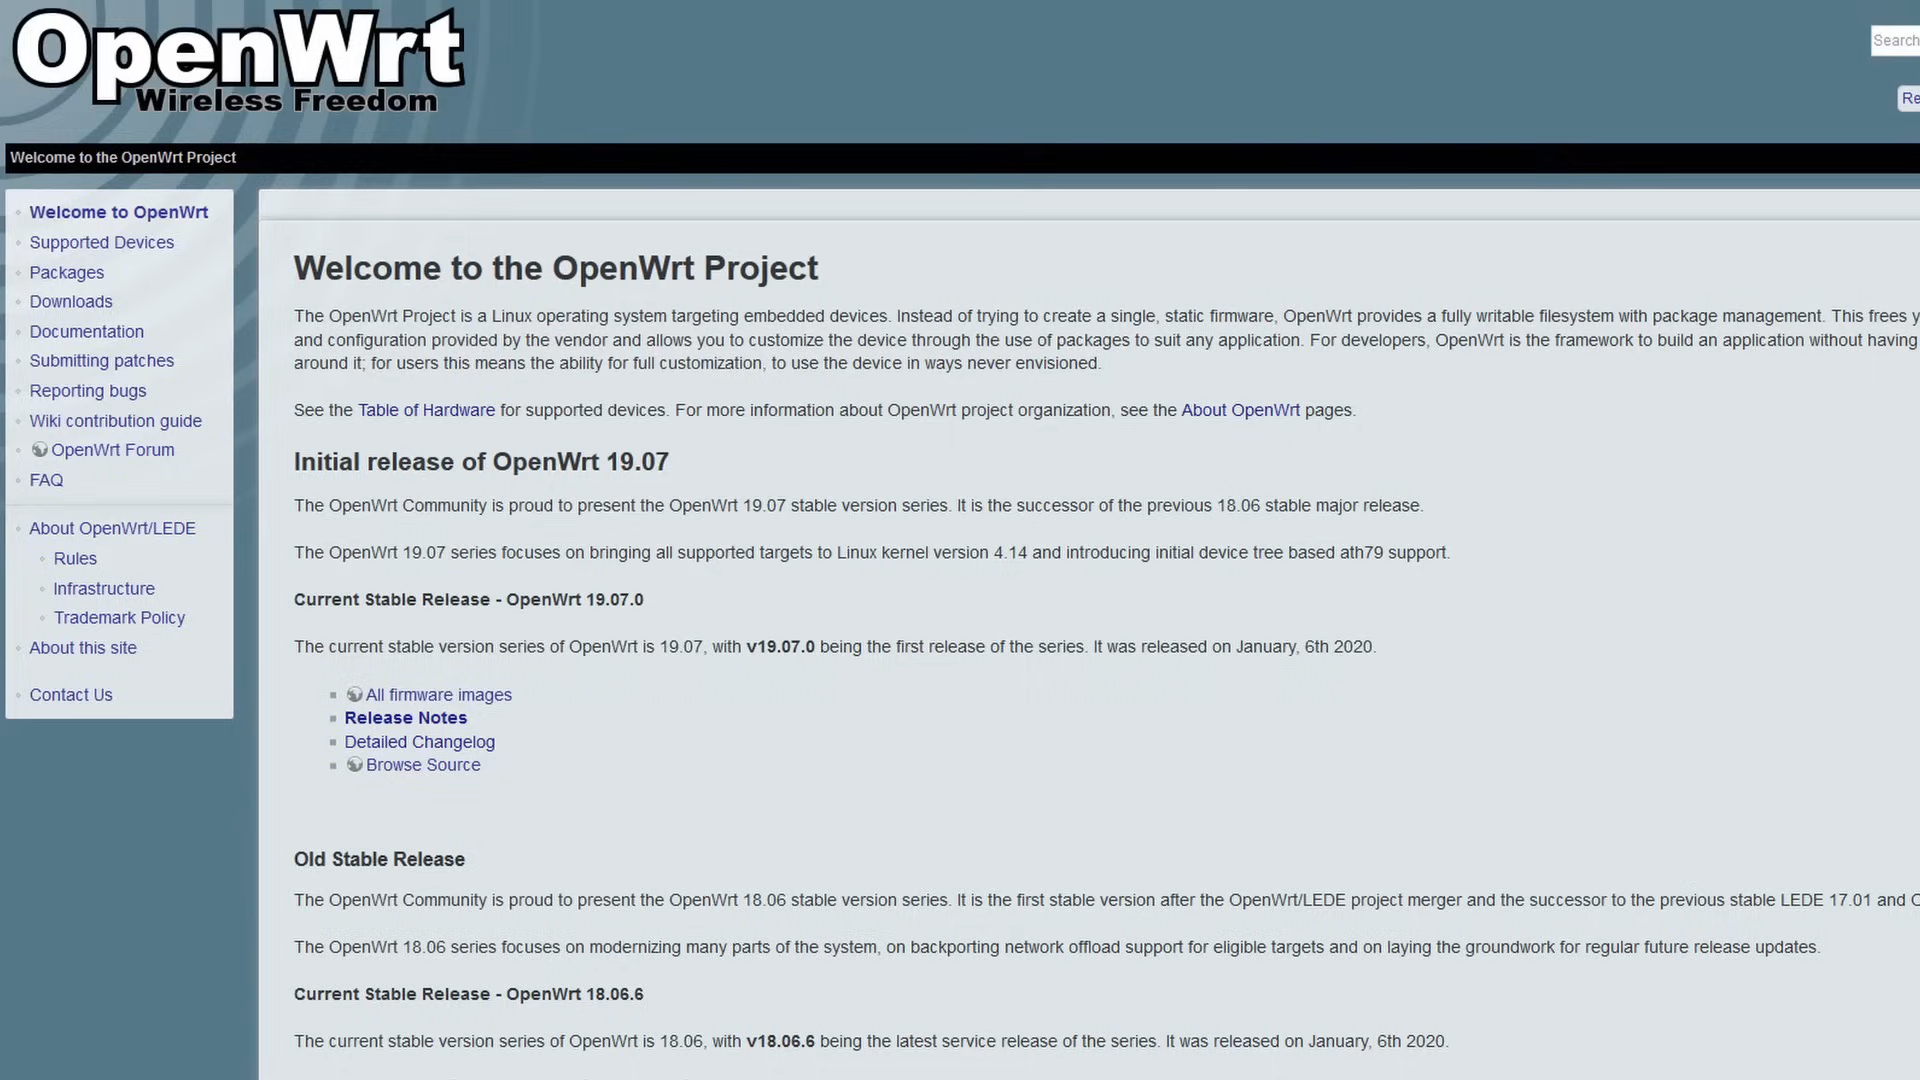 OpenWrt
Wireless Freedom
Search
Re
Welcome to the OpenWrt Project
Welcome to OpenWrt
Supported Devices
Packages
Downloads
Documentation
Submitting patches
Reporting bugs
Wiki contribution guide
OpenWrt Forum
FAQ
About OpenWrt/LEDE
Rules
Infrastructure
Trademark Policy
About this site
Contact Us
Welcome to the OpenWrt Project
The OpenWrt Project is a Linux operating system targeting embedded devices. Instead of trying to create a single, static firmware, OpenWrt provides a fully writable filesystem with package management. This frees y
and configuration provided by the vendor and allows you to customize the device through the use of packages to suit any application. For developers, OpenWrt is the framework to build an application without having
around it; for users this means the ability for full customization, to use the device in ways never envisioned.
See the Table of Hardware for supported devices. For more information about OpenWrt project organization, see the About OpenWrt pages.
Initial release of OpenWrt 19.07
The OpenWrt Community is proud to present the OpenWrt 19.07 stable version series. It is the successor of the previous 18.06 stable major release.
The OpenWrt 19.07 series focuses on bringing all supported targets to Linux kernel version 4.14 and introducing initial device tree based ath79 support.
Current Stable Release - OpenWrt 19.07.0
The current stable version series of OpenWrt is 19.07, with v19.07.0 being the first release of the series. It was released on January, 6th 2020.
All firmware images
Release Notes
Detailed Changelog
Browse Source
Old Stable Release
The OpenWrt Community is proud to present the OpenWrt 18.06 stable version series. It is the first stable version after the OpenWrt/LEDE project merger and the successor to the previous stable LEDE 17.01 and O
The OpenWrt 18.06 series focuses on modernizing many parts of the system, on backporting network offload support for eligible targets and on laying the groundwork for regular future release updates.
Current Stable Release - OpenWrt 18.06.6
The current stable version series of OpenWrt is 18.06, with v18.06.6 being the latest service release of the series. It was released on January, 6th 2020.